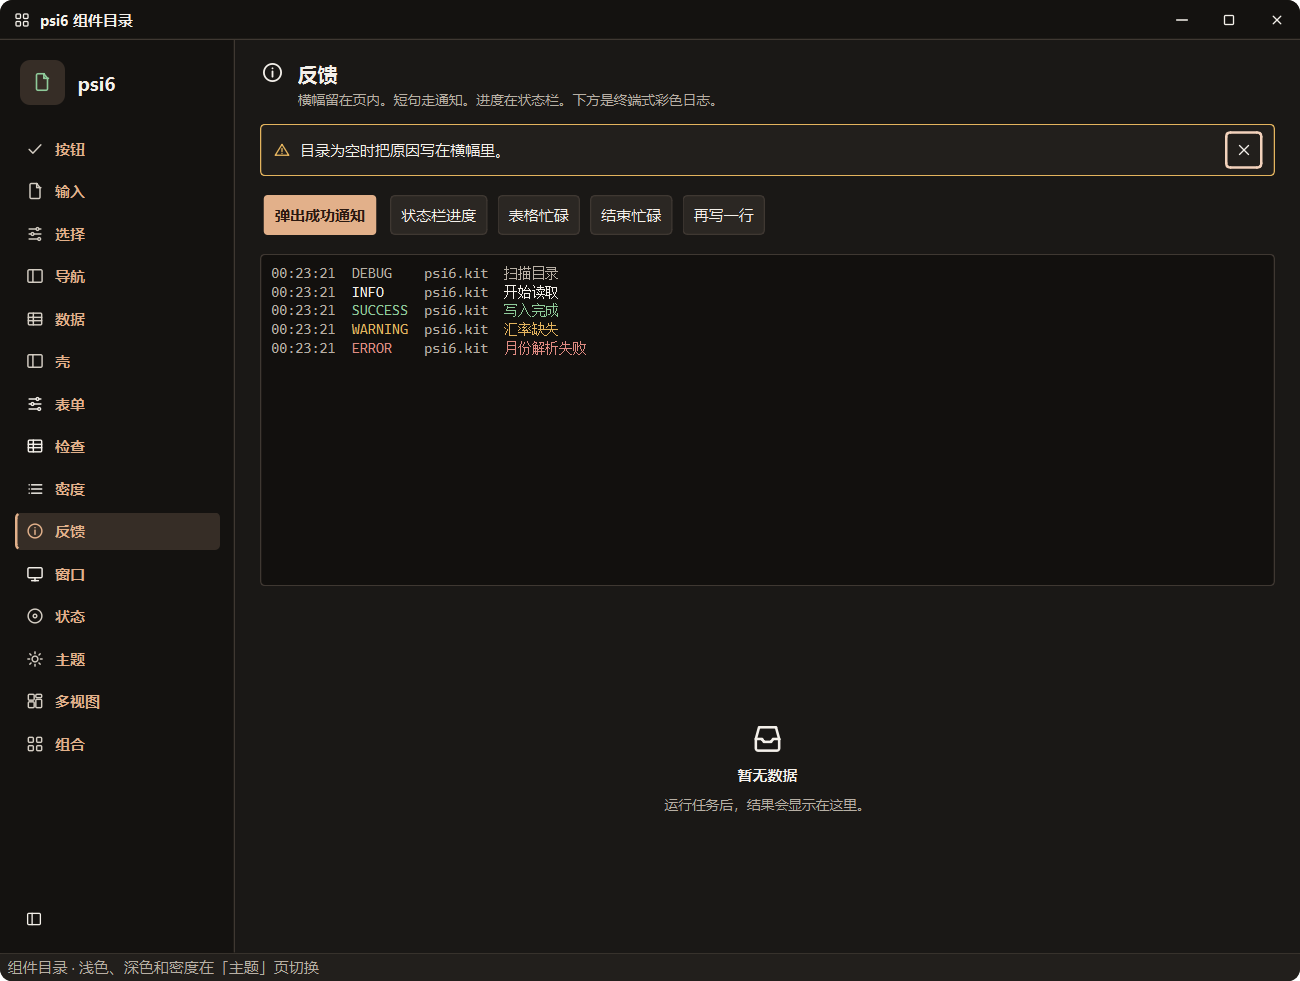 psi6 组件目录
psi6
按钮
输入
选择
导航
数据
壳
表单
检查
密度
反馈
窗口
状态
主题
多视图
组合
反馈
横幅留在页内。短句走通知。进度在状态栏。下方是终端式彩色日志。
目录为空时把原因写在横幅里。
弹出成功通知 状态栏进度 表格忙碌 结束忙碌 再写一行
00:23:21 DEBUG psi6.kit 扫描目录
00:23:21 INFO psi6.kit 开始读取
00:23:21 SUCCESS psi6.kit 写入完成
00:23:21 WARNING psi6.kit 汇率缺失
00:23:21 ERROR psi6.kit 月份解析失败
暂无数据
运行任务后，结果会显示在这里。
组件目录 · 浅色、深色和密度在「主题」页切换